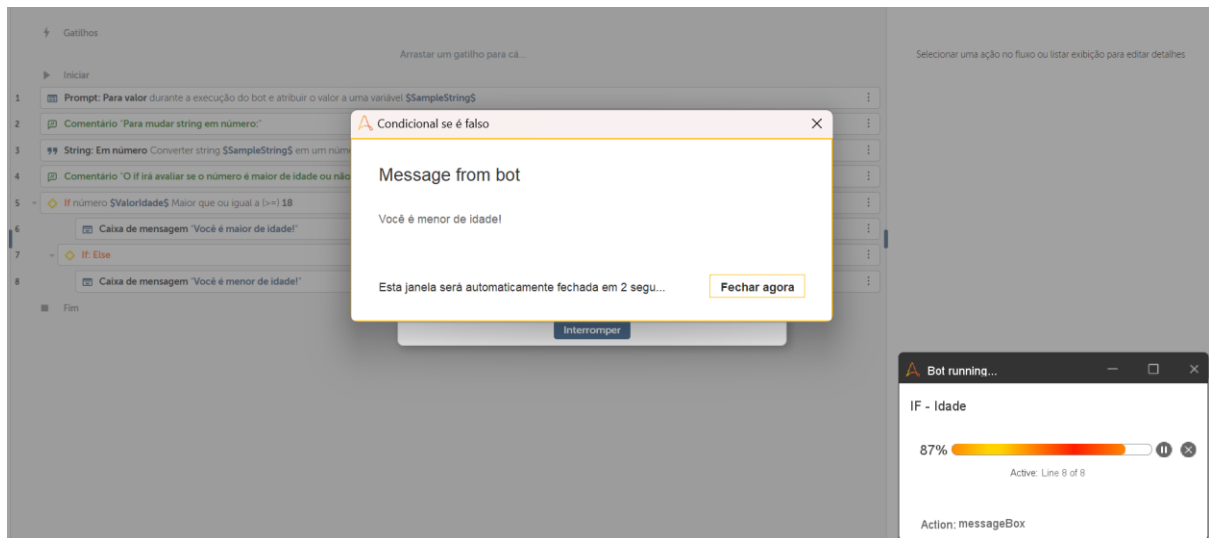 Gatilhos
Arrastar um gatilho para cá...
Selecionar uma ação no fluxo ou listar exibição para editar detalhes
Iniciar
1 Prompt: Para valor durante a execução do bot e atribuir o valor a uma variável $SampleString$
2 Comentário "Para mudar string em número:"
3 String: Em número Converter string $SampleString$ em um núme
4 Comentário "O if irá avaliar se o número é maior de idade ou não
5 If número $ValorIdade$ Maior que ou igual a (>=) 18
6 Caixa de mensagem "Você é maior de idade!"
7 If: Else
8 Caixa de mensagem "Você é menor de idade!"
Fim
Condicional se é falso
Message from bot
Você é menor de idade!
Esta janela será automaticamente fechada em 2 segu...
Fechar agora
Interromper
Bot running...
IF - Idade
87%
Active: Line 8 of 8
Action: messageBox